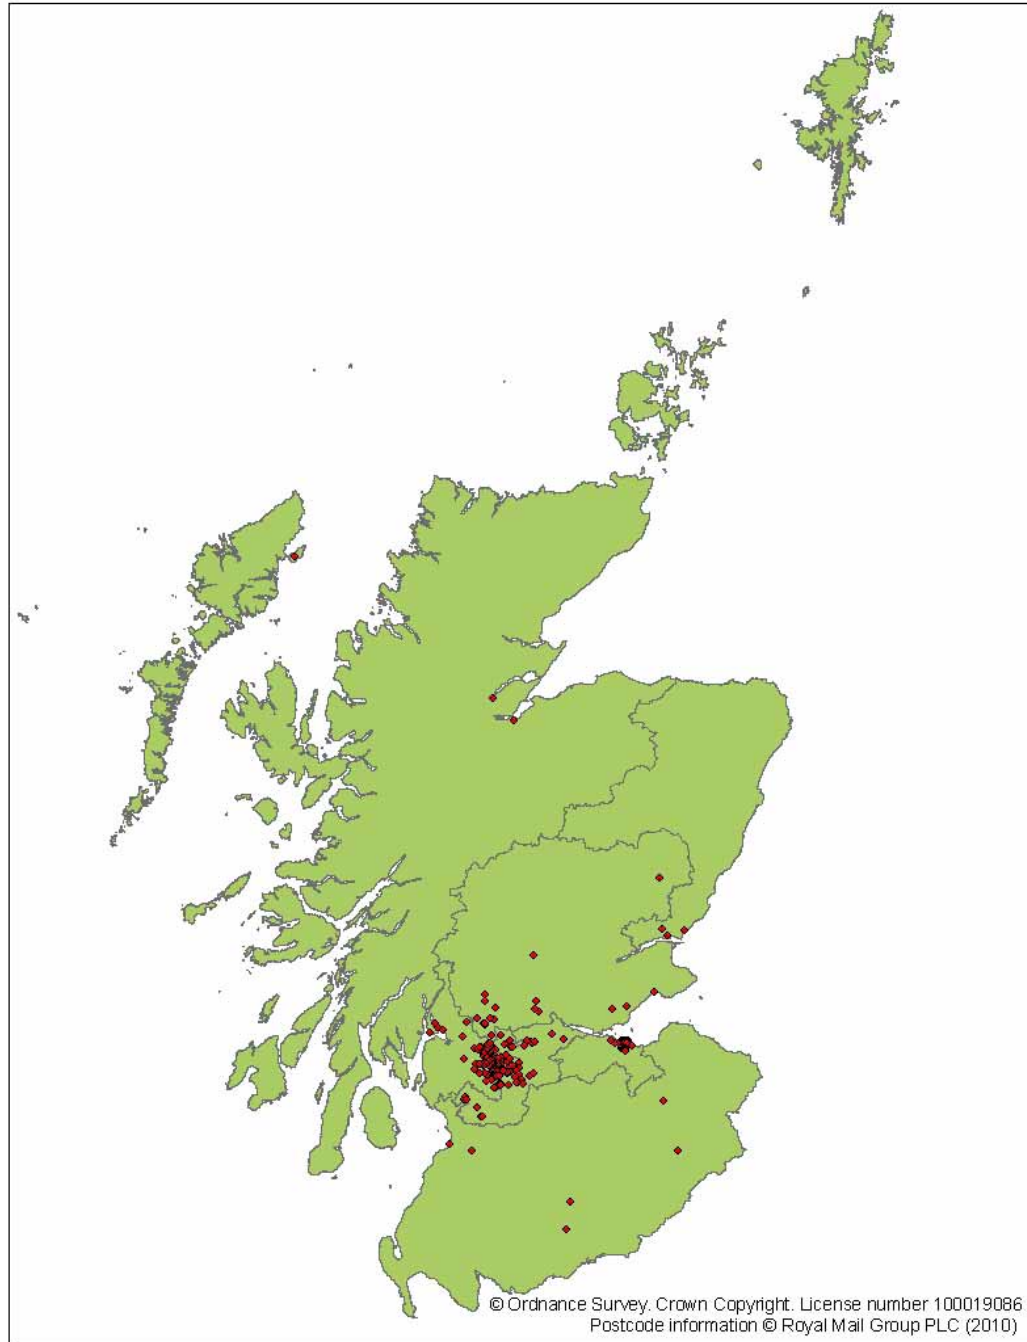 © Ordnance Survey. Crown Copyright. License number 100019086
Postcode information © Royal Mail Group PLC (2010)